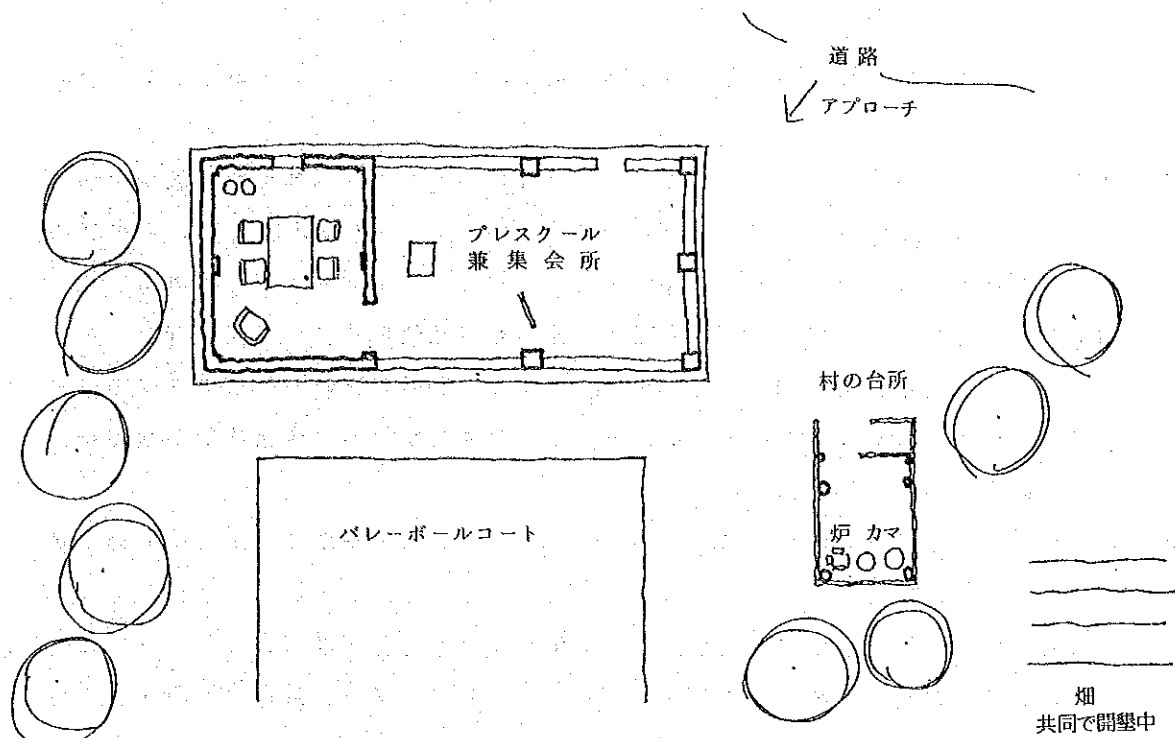 道路
アプローチ
プレスクール
兼集会所
村の台所
バレーボールコート
炉 カマ
畑
共同で開墾中